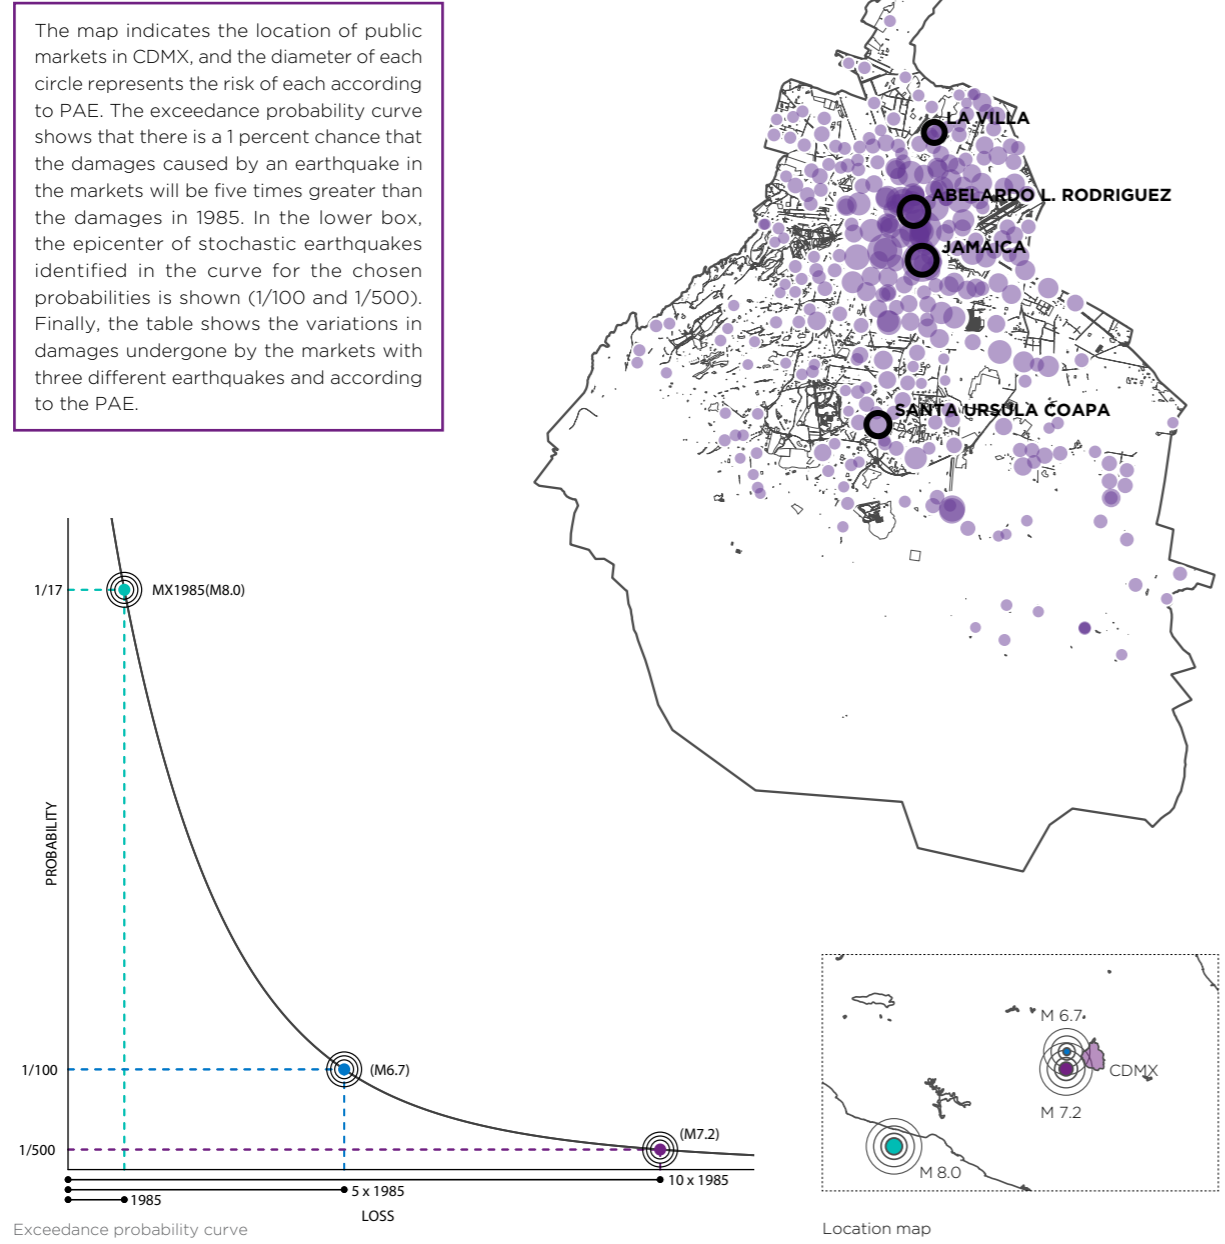 The map indicates the location of public
markets in CDMX, and the diameter of each
circle represents the risk of each according
to PAE. The exceedance probability curve
shows that there is a 1 percent chance that
the damages caused by an earthquake in
the markets will be five times greater than
the damages in 1985. In the lower box,
the epicenter of stochastic earthquakes
identified in the curve for the chosen
probabilities is shown (1/100 and 1/500).
Finally, the table shows the variations in
damages undergone by the markets with
three different earthquakes and according
to the PAE.
LA VILLA
ABELARDO L. RODRIGUEZ
JAMAICA
SANTA URSULA COAPA
1/17
MX1985(M8.0)
PROBABILITY
1/100
(M6.7)
1/500
(M7.2)
10 x 1985
5 x 1985
1985
LOSS
Exceedance probability curve
M 6.7
CDMX
M 7.2
M 8.0
Location map